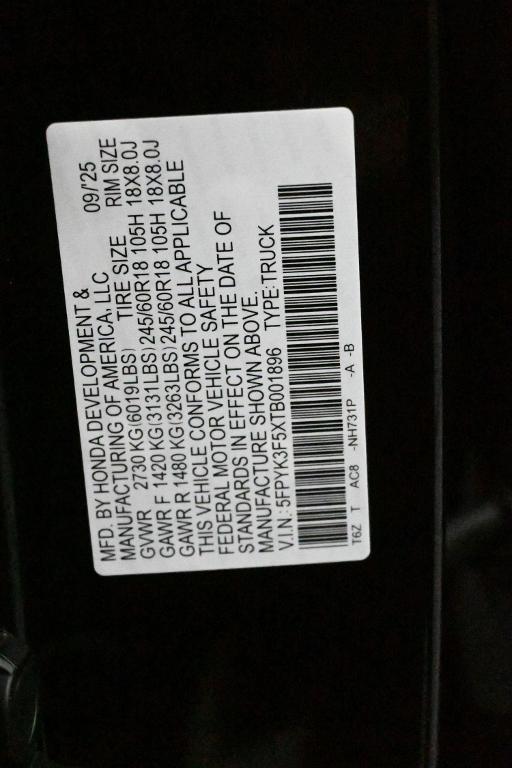 MFD. BY HONDA DEVELOPMENT & 09/'25
MANUFACTURING OF AMERICA, LLC
GVWR 2730 KG(6019LBS) TIRE SIZE RIM SIZE
GAWR F 1420 KG(3131LBS)245/60R18 105H 18X8.0J
GAWR R 1480 KG(3263LBS)245/60R18 105H 18X8.0J
THIS VEHICLE CONFORMS TO ALL APPLICABLE
FEDERAL MOTOR VEHICLE SAFETY
STANDARDS IN EFFECT ON THE DATE OF
MANUFACTURE SHOWN ABOVE.
V.I.N.:5FPYK3F5XTB001896 TYPE:TRUCK
T6Z T AC8 -NH731P -A -B